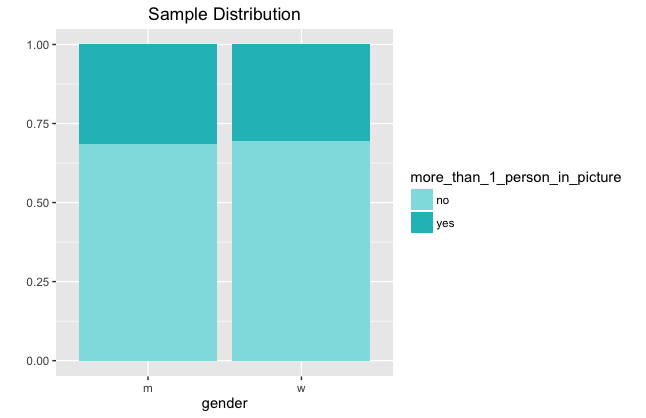 Sample Distribution
1.00
0.75
0.50
0.25
0.00
m w
gender
more_than_1_person_in_picture
no
yes